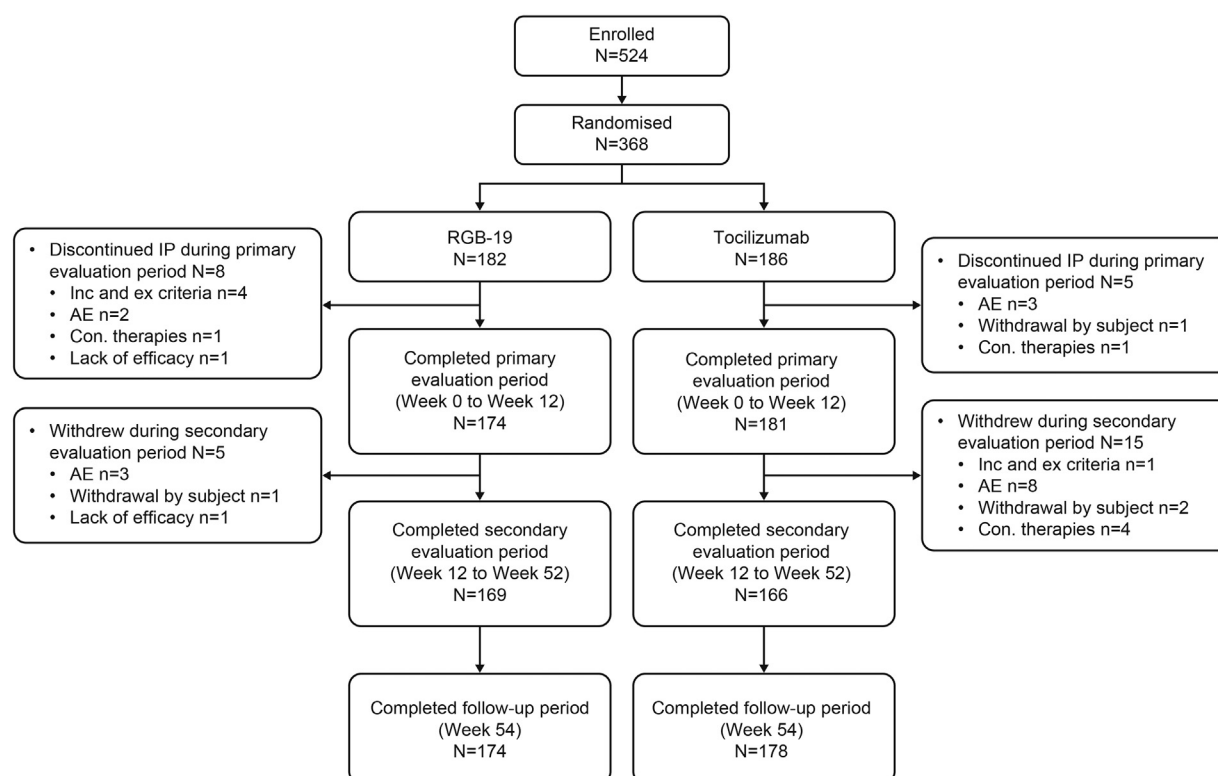 Enrolled
N=524
Randomised
N=368
RGB-19
N=182
Tocilizumab
N=186
• Discontinued IP during primary
evaluation period N=8
• Inc and ex criteria n=4
• AE n=2
• Con. therapies n=1
• Lack of efficacy n=1
• Discontinued IP during primary
evaluation period N=5
• AE n=3
• Withdrawal by subject n=1
• Con. therapies n=1
Completed primary
evaluation period
(Week 0 to Week 12)
N=174
Completed primary
evaluation period
(Week 0 to Week 12)
N=181
• Withdrew during secondary
evaluation period N=5
• AE n=3
• Withdrawal by subject n=1
• Lack of efficacy n=1
• Withdrew during secondary
evaluation period N=15
• Inc and ex criteria n=1
• AE n=8
• Withdrawal by subject n=2
• Con. therapies n=4
Completed secondary
evaluation period
(Week 12 to Week 52)
N=169
Completed secondary
evaluation period
(Week 12 to Week 52)
N=166
Completed follow-up period
(Week 54)
N=174
Completed follow-up period
(Week 54)
N=178